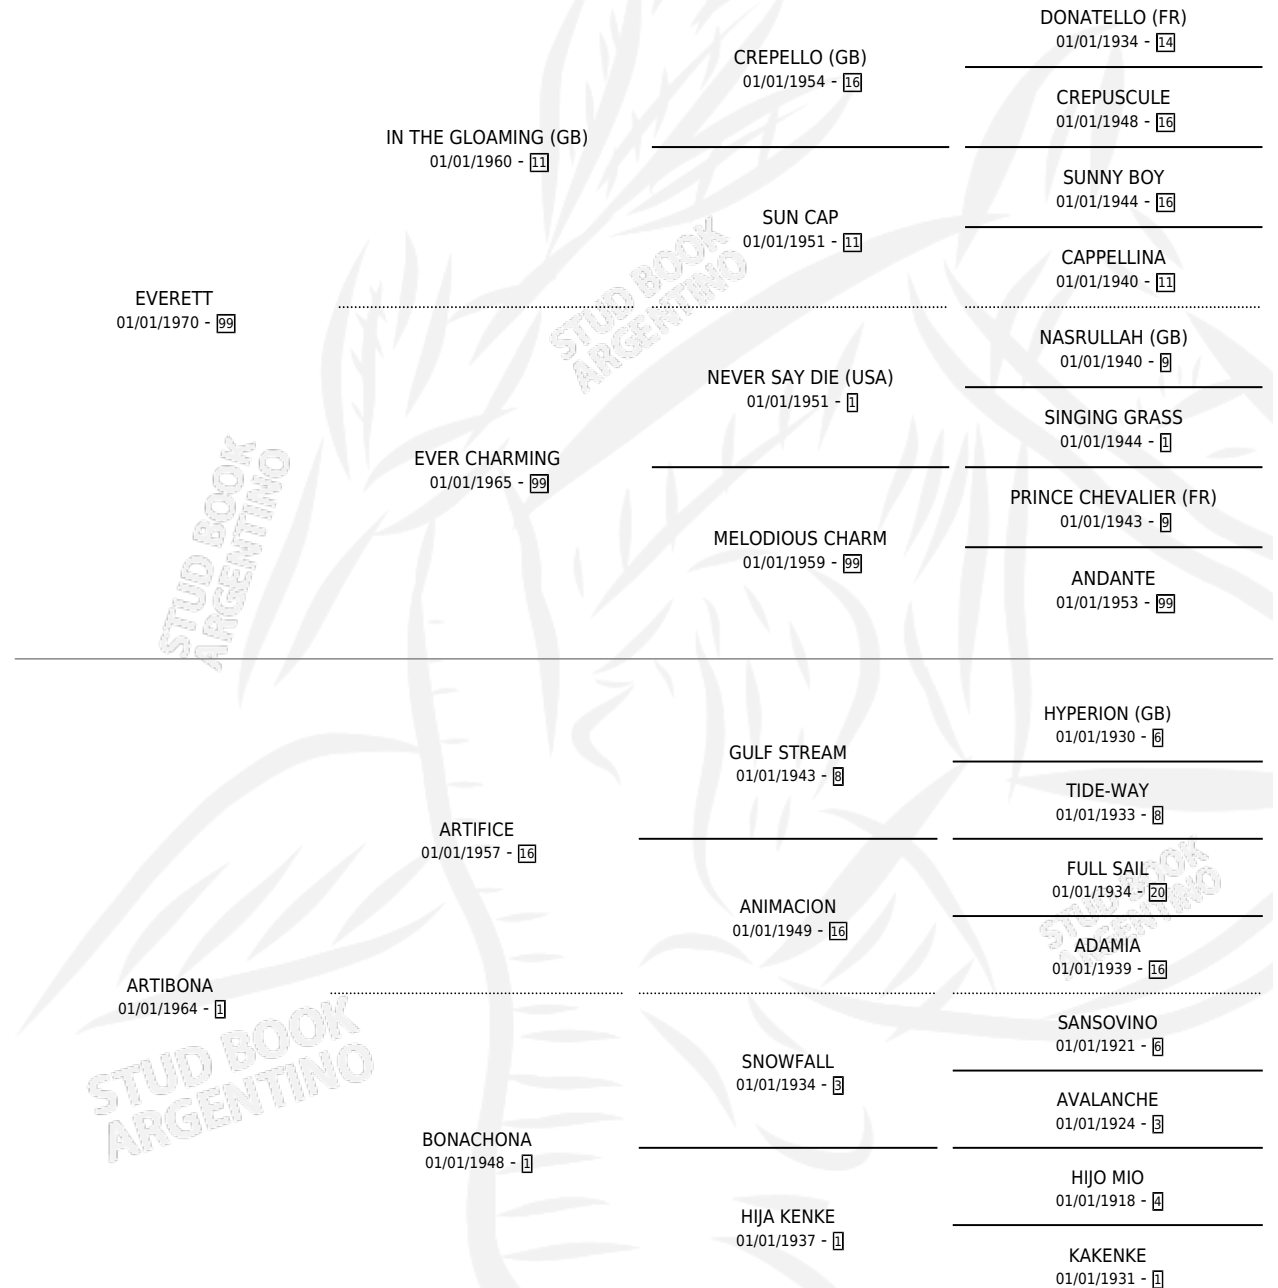 DONATELLO (FR)
01/01/1934 - 14
CREPELLO (GB)
01/01/1954 - 16
CREPUSCULE
01/01/1948 - 16
IN THE GLOAMING (GB)
01/01/1960 - 11
SUNNY BOY
01/01/1944 - 16
SUN CAP
01/01/1951 - 11
CAPPELLINA
01/01/1940 - 11
EVERETT
01/01/1970 - 99
NASRULLAH (GB)
01/01/1940 - 9
NEVER SAY DIE (USA)
01/01/1951 - 1
SINGING GRASS
01/01/1944 - 1
EVER CHARMING
01/01/1965 - 99
PRINCE CHEVALIER (FR)
01/01/1943 - 9
MELODIOUS CHARM
01/01/1959 - 99
ANDANTE
01/01/1953 - 99
HYPERION (GB)
01/01/1930 - 6
GULF STREAM
01/01/1943 - 8
TIDE-WAY
01/01/1933 - 8
ARTIFICE
01/01/1957 - 16
FULL SAIL
01/01/1934 - 20
ANIMACION
01/01/1949 - 16
ADAMIA
01/01/1939 - 16
ARTIBONA
01/01/1964 - 1
SANSOVINO
01/01/1921 - 6
SNOWFALL
01/01/1934 - 3
AVALANCHE
01/01/1924 - 3
BONACHONA
01/01/1948 - 1
HIJO MIO
01/01/1918 - 4
HIJA KENKE
01/01/1937 - 1
KAKENKE
01/01/1931 - 1
STUD BOOK
ARGENTINO
STUD BOOK
ARGENTINO
STUD BOOK
ARGENTINO
STUD BOOK
ARGENTINO